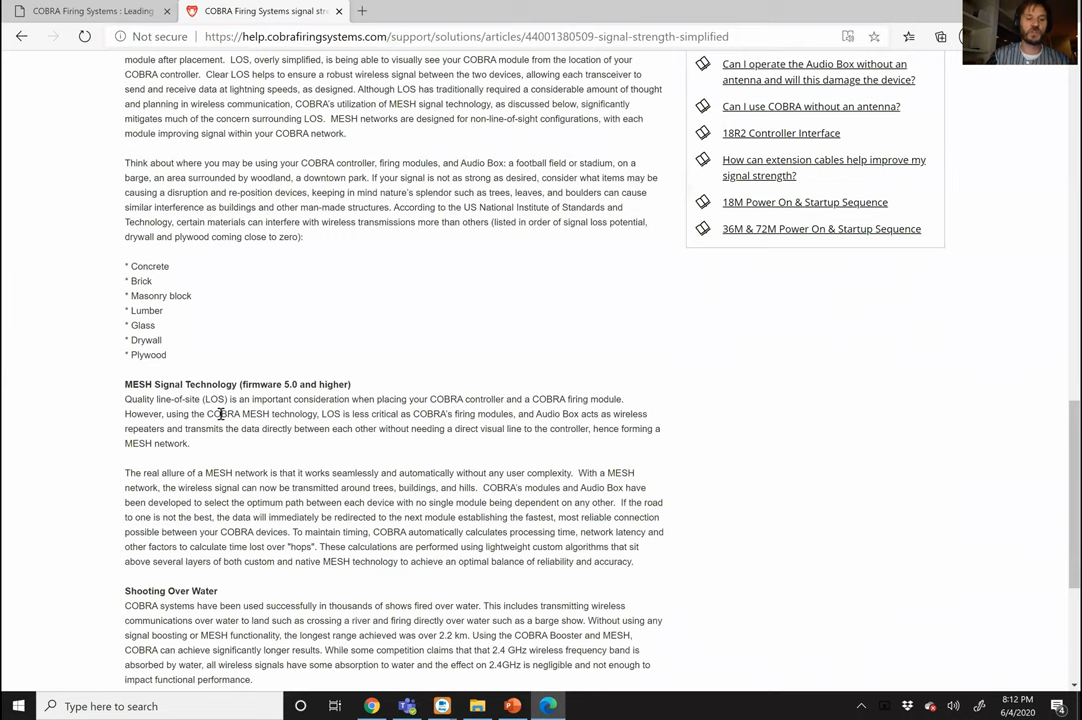 COBRA Firing Systems : Leading
COBRA Firing Systems signal str
Not secure
https://help.cobrafiringsystems.com/support/solutions/articles/44001380509-signal-strength-simplified
module after placement. LOS, overly simplified, is being able to visually see your COBRA module from the location of your
COBRA controller. Clear LOS helps to ensure a robust wireless signal between the two devices, allowing each transceiver to
send and receive data at lightning speeds, as designed. Although LOS has traditionally required a considerable amount of thought
and planning in wireless communication, COBRA's utilization of MESH signal technology, as discussed below, significantly
mitigates much of the concern surrounding LOS. MESH networks are designed for non-line-of-sight configurations, with each
module improving signal within your COBRA network.
Think about where you may be using your COBRA controller, firing modules, and Audio Box: a football field or stadium, on a
barge, an area surrounded by woodland, a downtown park. If your signal is not as strong as desired, consider what items may be
causing a disruption and re-position devices, keeping in mind nature's splendor such as trees, leaves, and boulders can cause
similar interference as buildings and other man-made structures. According to the US National Institute of Standards and
Technology, certain materials can interfere with wireless transmissions more than others (listed in order of signal loss potential,
drywall and plywood coming close to zero):
* Concrete
* Brick
* Masonry block
* Lumber
* Glass
* Drywall
* Plywood
MESH Signal Technology (firmware 5.0 and higher)
Quality line-of-site (LOS) is an important consideration when placing your COBRA controller and a COBRA firing module.
However, using the COBRA MESH technology, LOS is less critical as COBRA's firing modules, and Audio Box acts as wireless
repeaters and transmits the data directly between each other without needing a direct visual line to the controller, hence forming a
MESH network.
The real allure of a MESH network is that it works seamlessly and automatically without any user complexity. With a MESH
network, the wireless signal can now be transmitted around trees, buildings, and hills. COBRA's modules and Audio Box have
been developed to select the optimum path between each device with no single module being dependent on any other. If the road
to one is not the best, the data will immediately be redirected to the next module establishing the fastest, most reliable connection
possible between your COBRA devices. To maintain timing, COBRA automatically calculates processing time, network latency and
other factors to calculate time lost over "hops". These calculations are performed using lightweight custom algorithms that sit
above several layers of both custom and native MESH technology to achieve an optimal balance of reliability and accuracy.
Shooting Over Water
COBRA systems have been used successfully in thousands of shows fired over water. This includes transmitting wireless
communications over water to land such as crossing a river and firing directly over water such as a barge show. Without using any
signal boosting or MESH functionality, the longest range achieved was over 2.2 km. Using the COBRA Booster and MESH,
COBRA can achieve significantly longer results. While some competition claims that that 2.4 GHz wireless frequency band is
absorbed by water, all wireless signals have some absorption to water and the effect on 2.4GHz is negligible and not enough to
impact functional performance.
Can I operate the Audio Box without an
antenna and will this damage the device?
Can I use COBRA without an antenna?
18R2 Controller Interface
How can extension cables help improve my
signal strength?
18M Power On & Startup Sequence
36M & 72M Power On & Startup Sequence
Type here to search
8:12 PM
6/4/2020
4